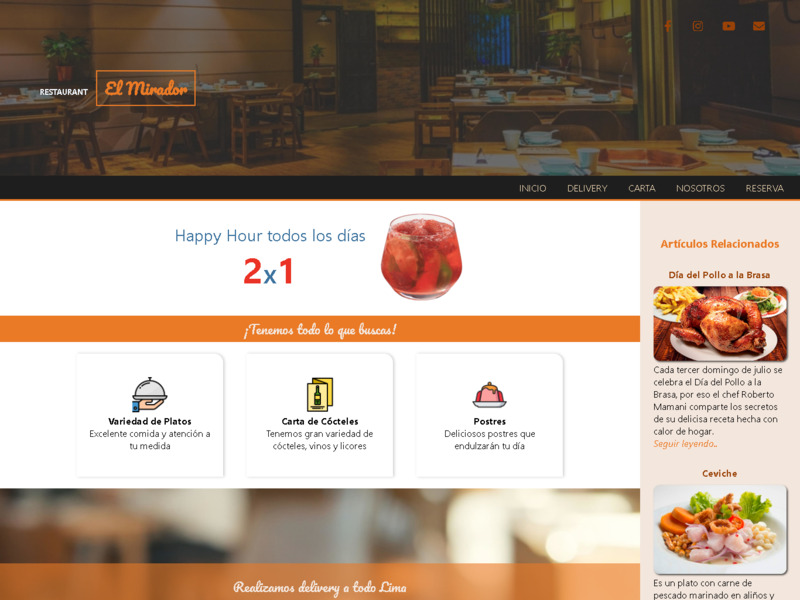 RESTAURANT El Mirador
INICIO DELIVERY CARTA NOSOTROS RESERVA
Happy Hour todos los días
2x1
¡Tenemos todo lo que buscas!
Variedad de Platos
Excelente comida y atención a
tu medida
Carta de Cócteles
Tenemos gran variedad de
cócteles, vinos y licores
Postres
Deliciosos postres que
endulzarán tu día
Realizamos delivery a todo Lima
Artículos Relacionados
Día del Pollo a la Brasa
Cada tercer domingo de julio se
celebra el Día del Pollo a la
Brasa, por eso el chef Roberto
Mamani comparte los secretos
de su delicisa receta hecha con
calor de hogar.
Seguir leyendo..
Ceviche
Es un plato con carne de
pescado marinado en aliños y